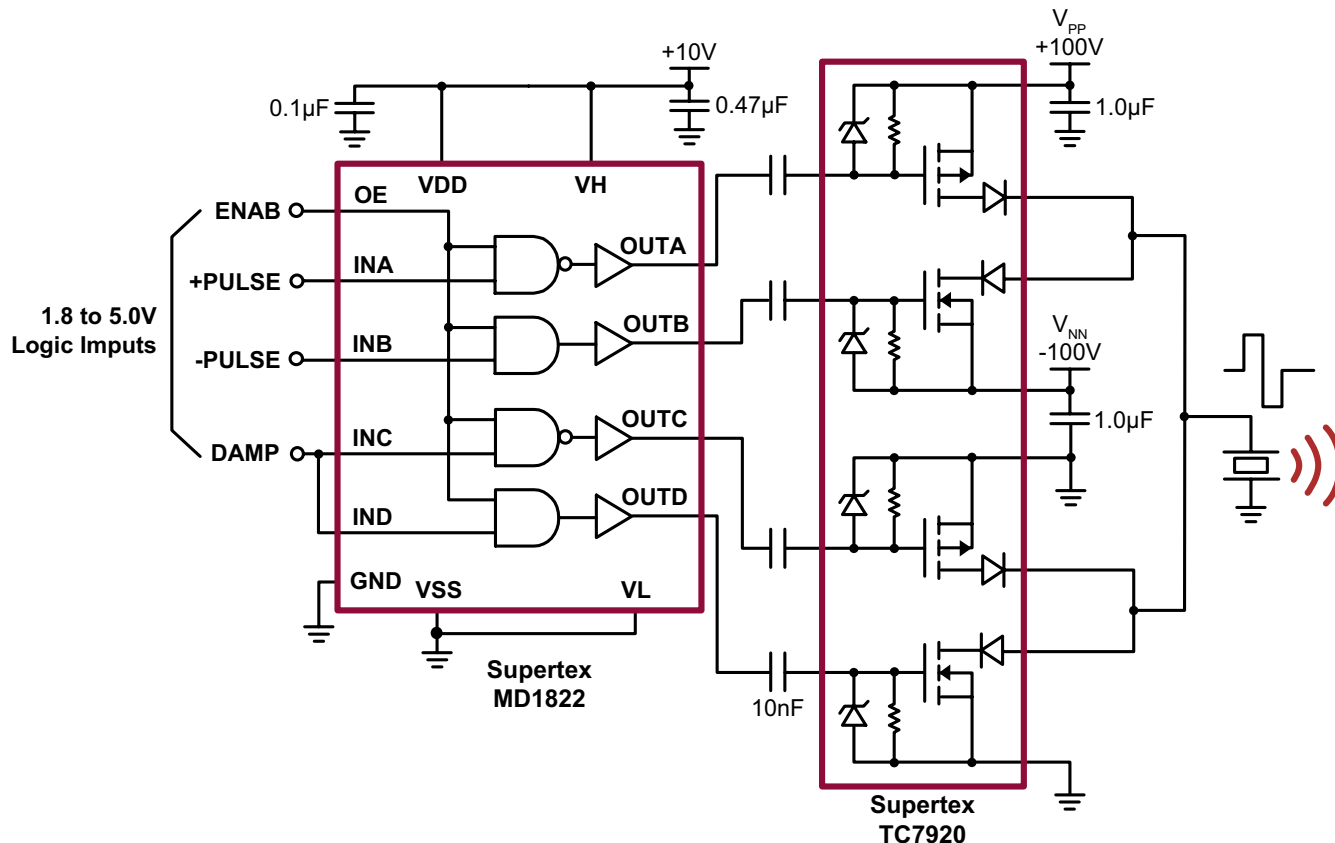 V_PP
+100V
+10V
0.1µF
0.47µF
1.0µF
VDD
VH
ENAB
OE
OUTA
+PULSE
INA
1.8 to 5.0V
Logic Imputs
OUTB
-PULSE
INB
V_NN
-100V
1.0µF
DAMP
INC
OUTC
IND
OUTD
GND
VSS
VL
Supertex
MD1822
10nF
Supertex
TC7920